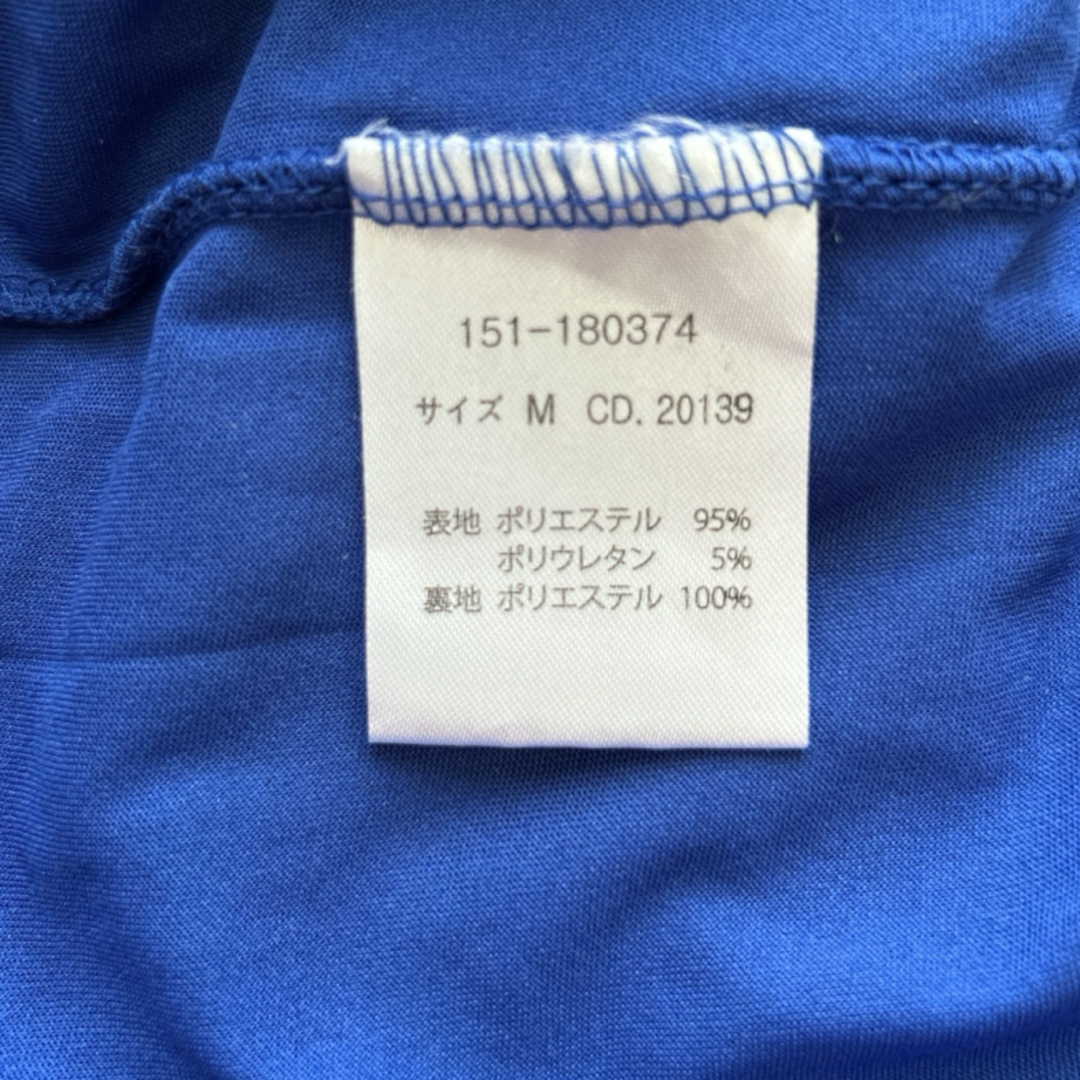 151-180374
サイズ M CD. 20139
表地 ポリエステル 95%
ポリウレタン 5%
裏地 ポリエステル 100%